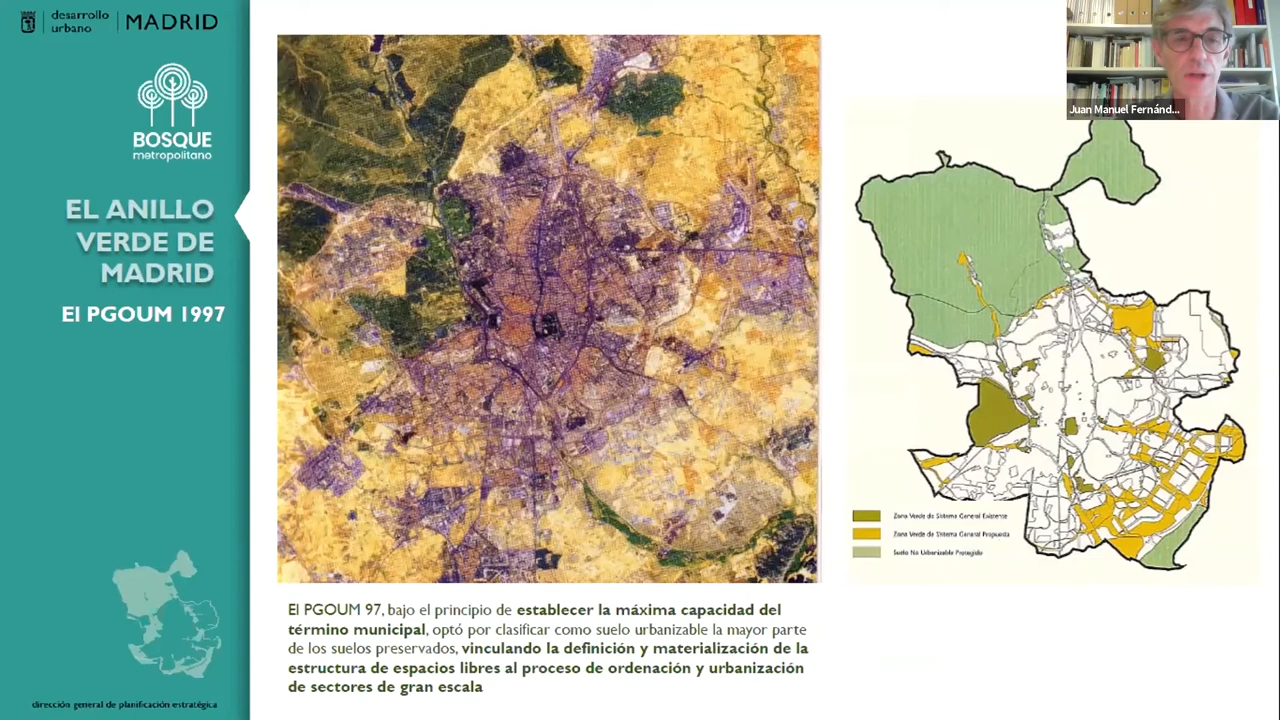 desarrollo
urbano
MADRID
BOSQUE
metropolitano
EL ANILLO
VERDE DE
MADRID
El PGOUM 1997
dirección general de planificación estratégica
Juan Manuel Fernánd...
Zona Verde de Sistema General Existente
Zona Verde de Sistema General Propuesta
Suelo No Urbanizable Protegido
El PGOUM 97, bajo el principio de establecer la máxima capacidad del
término municipal, optó por clasificar como suelo urbanizable la mayor parte
de los suelos preservados, vinculando la definición y materialización de la
estructura de espacios libres al proceso de ordenación y urbanización
de sectores de gran escala